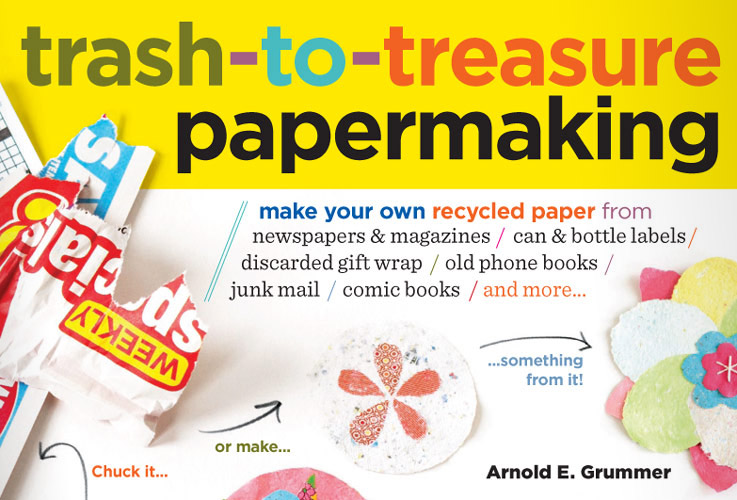 trash-to-treasure
papermaking
make your own recycled paper from
newspapers & magazines / can & bottle labels/
discarded gift wrap / old phone books /
junk mail / comic books / and more...
specials
WEEKLY
...something
from it!
or make...
Chuck it...
Arnold E. Grummer